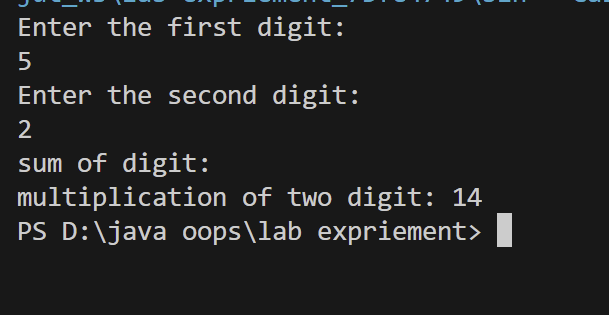 Enter the first digit:
5
Enter the second digit:
2
sum of digit:
multiplication of two digit: 14
PS D:\java oops\lab expriement>